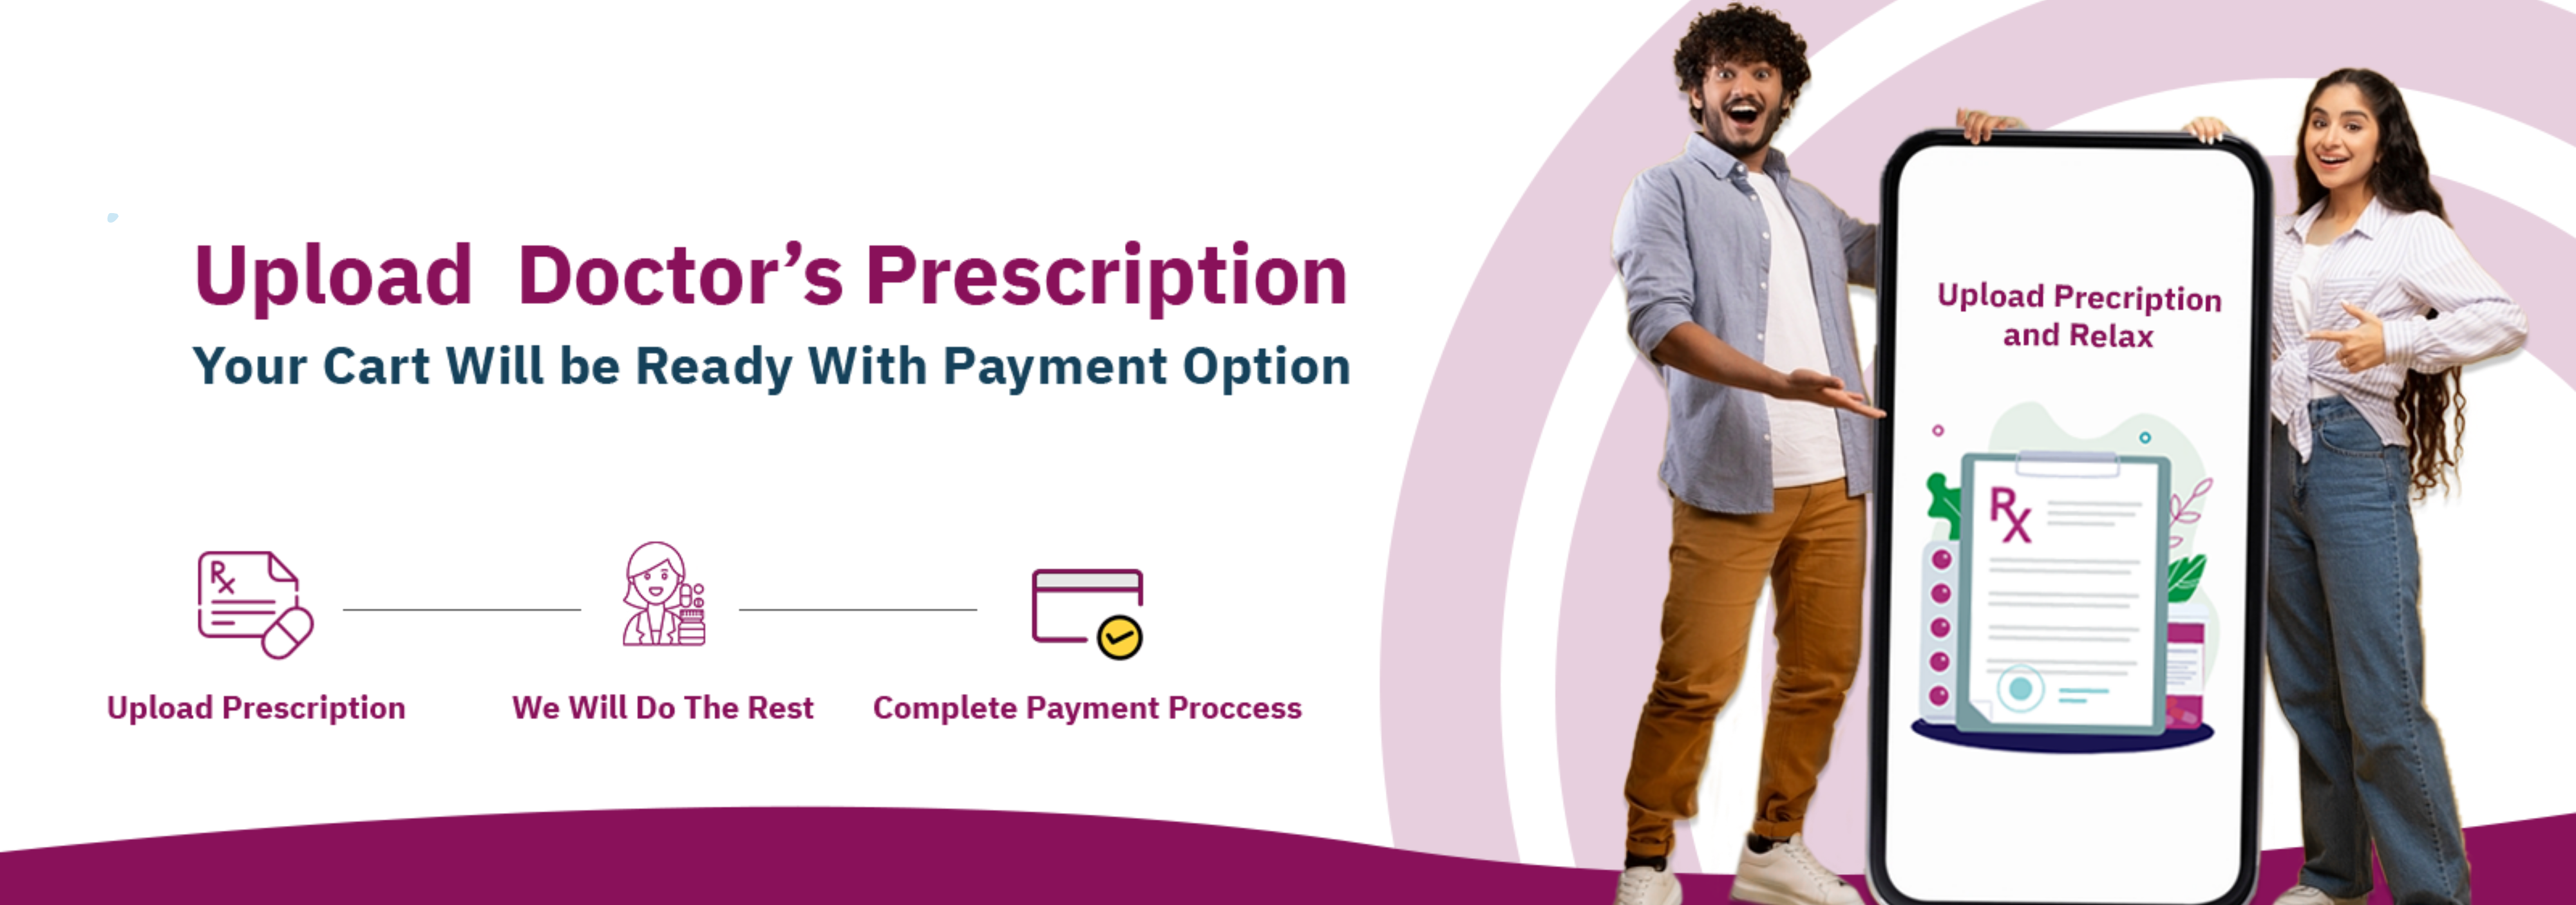 Upload Doctor’s Prescription
Your Cart Will be Ready With Payment Option
Rx
Upload Prescription
We Will Do The Rest
Complete Payment Proccess
Upload Precription
and Relax
Rx